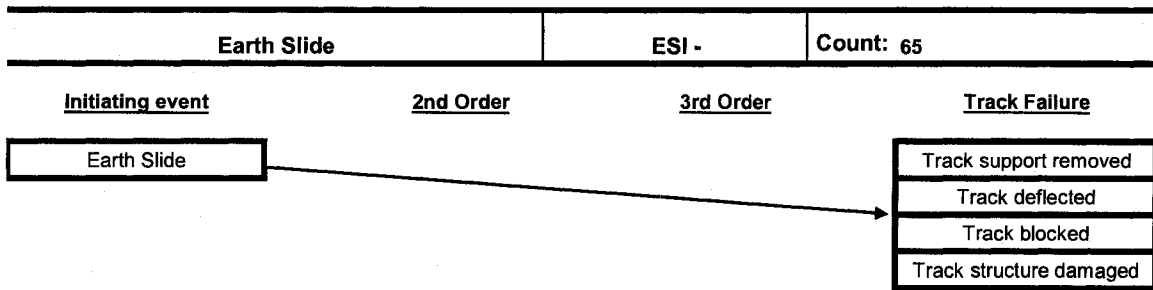 Earth Slide ESI - Count: 65
Initiating event 2nd Order 3rd Order Track Failure
Earth Slide Track support removed
Track deflected
Track blocked
Track structure damaged